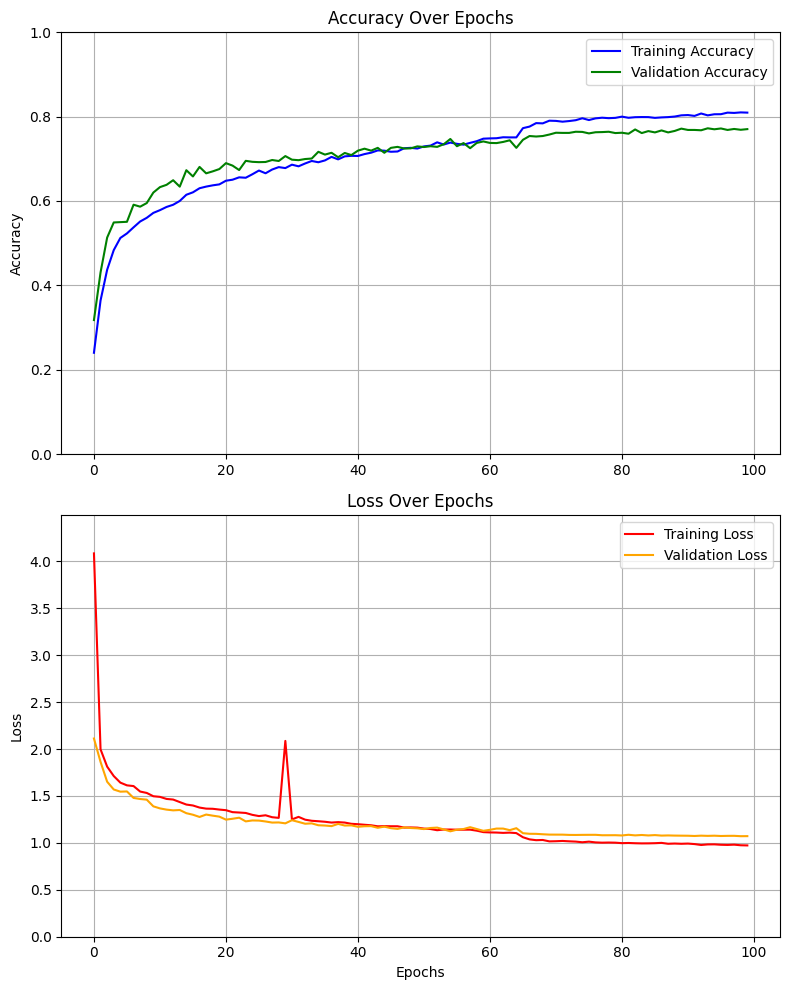 Accuracy Over Epochs
1.0
0.8
0.6
0.4
0.2
0.0
Accuracy
Training Accuracy
Validation Accuracy
0 20 40 60 80 100
Loss Over Epochs
4.0
3.5
3.0
2.5
2.0
1.5
1.0
0.5
0.0
Loss
Training Loss
Validation Loss
0 20 40 60 80 100
Epochs